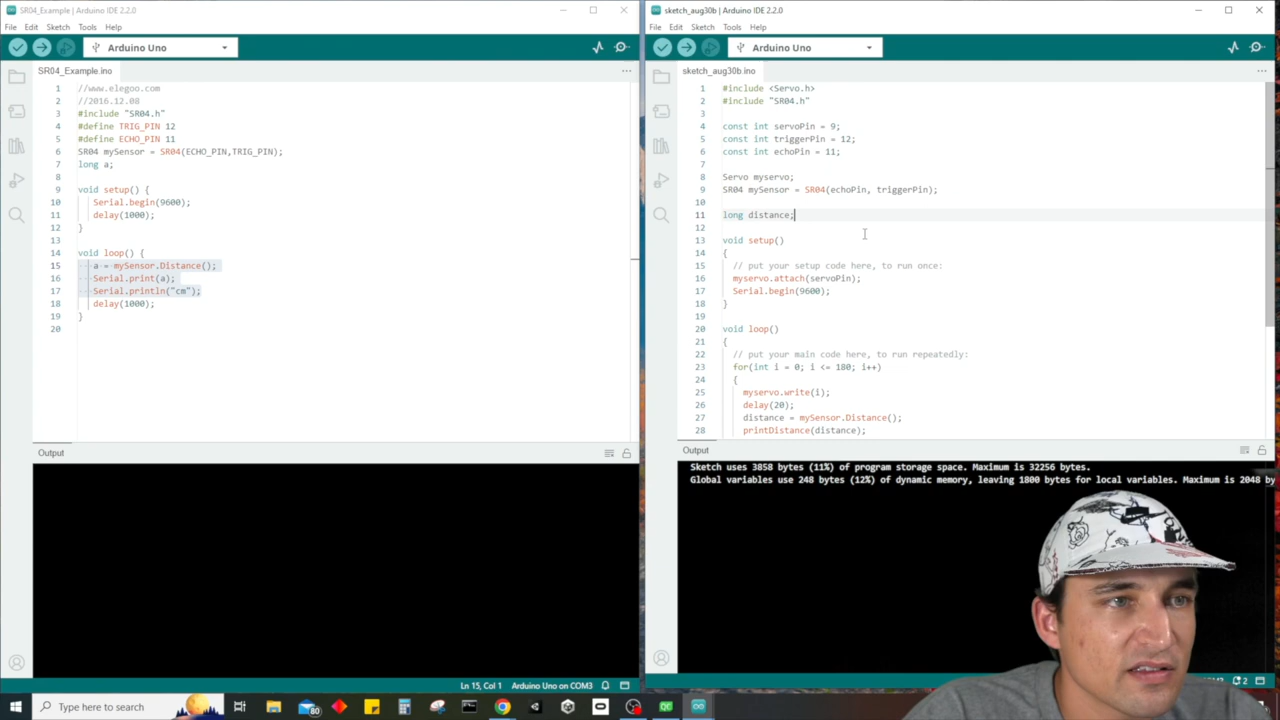 SR04_Example | Arduino IDE 2.2.0
File Edit Sketch Tools Help
Arduino Uno
SR04_Example.ino
1 //www.elegoo.com
2 //2016.12.08
3 #include "SR04.h"
4 #define TRIG_PIN 12
5 #define ECHO_PIN 11
6 SR04 mySensor = SR04(ECHO_PIN,TRIG_PIN);
7 long a;
8
9 void setup() {
10 Serial.begin(9600);
11 delay(1000);
12 }
13
14 void loop() {
15 a = mySensor.Distance();
16 Serial.print(a);
17 Serial.println("cm");
18 delay(1000);
19 }
20
Output
Ln 15, Col 1 Arduino Uno on COM3
sketch_aug30b | Arduino IDE 2.2.0
File Edit Sketch Tools Help
Arduino Uno
sketch_aug30b.ino
1 #include <Servo.h>
2 #include "SR04.h"
3
4 const int servoPin = 9;
5 const int triggerPin = 12;
6 const int echoPin = 11;
7
8 Servo myservo;
9 SR04 mySensor = SR04(echoPin, triggerPin);
10
11 long distance;
12
13 void setup()
14 {
15 // put your setup code here, to run once:
16 myservo.attach(servoPin);
17 Serial.begin(9600);
18 }
19
20 void loop()
21 {
22 // put your main code here, to run repeatedly:
23 for(int i = 0; i <= 180; i++)
24 {
25 myservo.write(i);
26 delay(20);
27 distance = mySensor.Distance();
28 printDistance(distance);
Output
Sketch uses 3858 bytes (11%) of program storage space. Maximum is 32256 bytes.
Global variables use 248 bytes (12%) of dynamic memory, leaving 1800 bytes for local variables. Maximum is 2048 by
2
Type here to search
80
QC